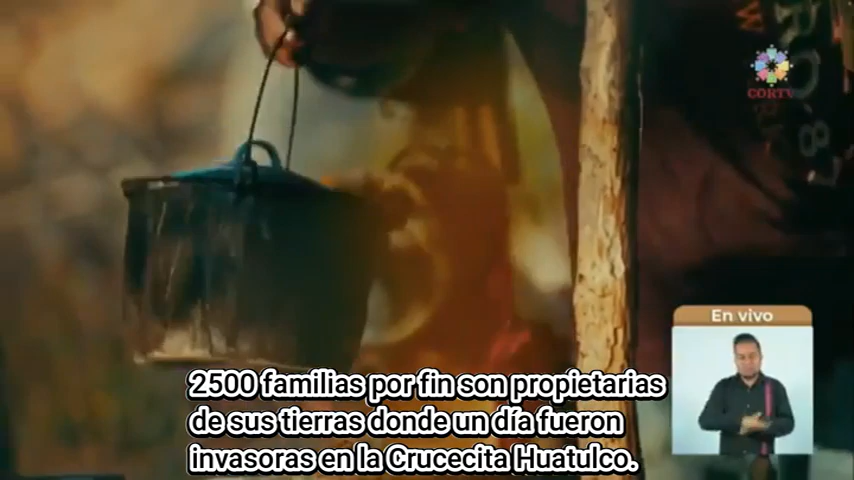 CORTV
En vivo
2500 familias por fin son propietarias
de sus tierras donde un día fueron
invasoras en la Crucecita Huatulco.